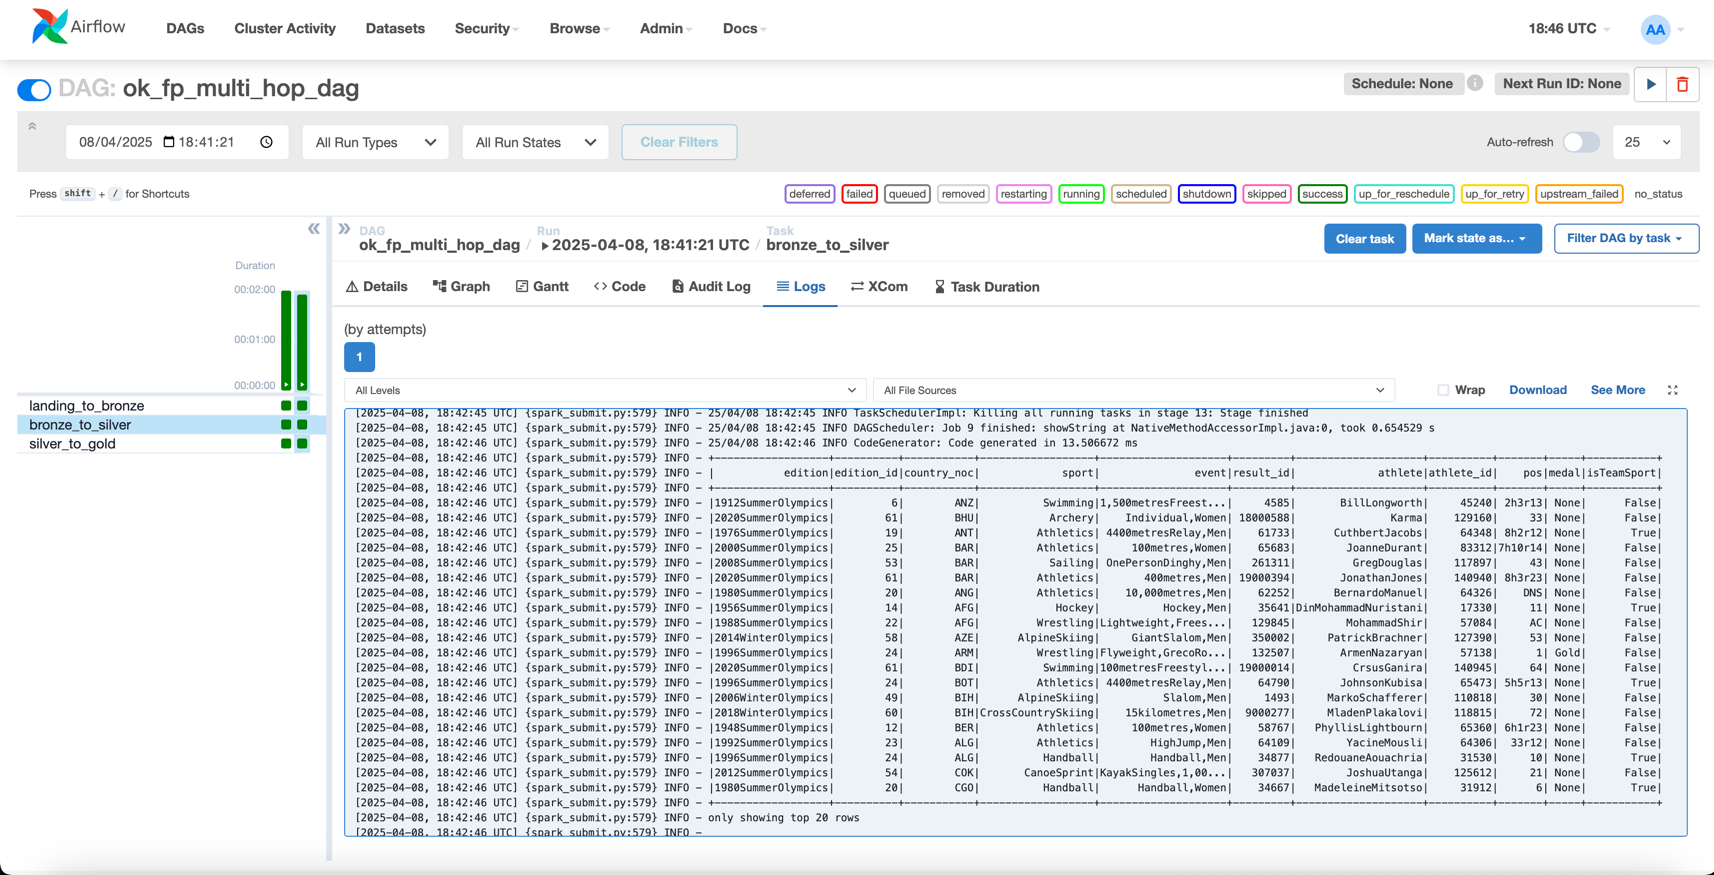 Airflow DAGs Cluster Activity Datasets Security Browse Admin Docs 18:46 UTC AA
DAG: ok_fp_multi_hop_dag Schedule: None i Next Run ID: None
08/04/2025 18:41:21 All Run Types All Run States Clear Filters Auto-refresh 25
Press shift + / for Shortcuts deferred failed queued removed restarting running scheduled shutdown skipped success up_for_reschedule up_for_retry upstream_failed no_status
DAG Run Task
ok_fp_multi_hop_dag / 2025-04-08, 18:41:21 UTC / bronze_to_silver Clear task Mark state as... Filter DAG by task
Duration
00:02:00
00:01:00
00:00:00
landing_to_bronze
bronze_to_silver
silver_to_gold
Details Graph Gantt Code Audit Log Logs XCom Task Duration
(by attempts)
1
All Levels All File Sources Wrap Download See More
[2025-04-08, 18:42:45 UTC] {spark_submit.py:579} INFO - 25/04/08 18:42:45 INFO TaskSchedulerImpl: Killing all running tasks in stage 13: Stage finished
[2025-04-08, 18:42:45 UTC] {spark_submit.py:579} INFO - 25/04/08 18:42:45 INFO DAGScheduler: Job 9 finished: showString at NativeMethodAccessorImpl.java:0, took 0.654529 s
[2025-04-08, 18:42:46 UTC] {spark_submit.py:579} INFO - 25/04/08 18:42:46 INFO CodeGenerator: Code generated in 13.506672 ms
[2025-04-08, 18:42:46 UTC] {spark_submit.py:579} INFO - +-----------------+----------+-----------+------------------+--------------------+---------+--------------------+----------+-------+-----+-----------+
[2025-04-08, 18:42:46 UTC] {spark_submit.py:579} INFO - | edition|edition_id|country_noc| sport| event|result_id| athlete|athlete_id| pos|medal|isTeamSport|
[2025-04-08, 18:42:46 UTC] {spark_submit.py:579} INFO - +-----------------+----------+-----------+------------------+--------------------+---------+--------------------+----------+-------+-----+-----------+
[2025-04-08, 18:42:46 UTC] {spark_submit.py:579} INFO - |1912SummerOlympics| 6| ANZ| Swimming|1,500metresFreest...| 4585| BillLongworth| 45240| 2h3r13| None| False|
[2025-04-08, 18:42:46 UTC] {spark_submit.py:579} INFO - |2020SummerOlympics| 61| BHU| Archery| Individual,Women| 18000588| Karma| 129160| 33| None| False|
[2025-04-08, 18:42:46 UTC] {spark_submit.py:579} INFO - |1976SummerOlympics| 19| ANT| Athletics| 4400metresRelay,Men| 61733| CuthbertJacobs| 64348| 8h2r12| None| True|
[2025-04-08, 18:42:46 UTC] {spark_submit.py:579} INFO - |2000SummerOlympics| 25| BAR| Athletics| 100metres,Women| 65683| JoanneDurant| 83312|7h10r14| None| False|
[2025-04-08, 18:42:46 UTC] {spark_submit.py:579} INFO - |2008SummerOlympics| 53| BAR| Sailing| OnePersonDinghy,Men| 261311| GregDouglas| 117897| 43| None| False|
[2025-04-08, 18:42:46 UTC] {spark_submit.py:579} INFO - |2020SummerOlympics| 61| BAR| Athletics| 400metres,Men| 19000394| JonathanJones| 140940| 8h3r23| None| False|
[2025-04-08, 18:42:46 UTC] {spark_submit.py:579} INFO - |1980SummerOlympics| 20| ANG| Athletics| 10,000metres,Men| 62252| BernardoManuel| 64326| DNS| None| False|
[2025-04-08, 18:42:46 UTC] {spark_submit.py:579} INFO - |1956SummerOlympics| 14| AFG| Hockey| Hockey,Men| 35641|DinMohammadNuristani| 17330| 11| None| True|
[2025-04-08, 18:42:46 UTC] {spark_submit.py:579} INFO - |1988SummerOlympics| 22| AFG| Wrestling|Lightweight,Frees...| 129845| MohammadShir| 57084| AC| None| False|
[2025-04-08, 18:42:46 UTC] {spark_submit.py:579} INFO - |2014WinterOlympics| 58| AZE| AlpineSkiing| GiantSlalom,Men| 350002| PatrickBrachner| 127390| 53| None| False|
[2025-04-08, 18:42:46 UTC] {spark_submit.py:579} INFO - |1996SummerOlympics| 24| ARM| Wrestling|Flyweight,GrecoRo...| 132507| ArmenNazaryan| 57138| 1| Gold| False|
[2025-04-08, 18:42:46 UTC] {spark_submit.py:579} INFO - |2020SummerOlympics| 61| BDI| Swimming|100metresFreestyl...| 19000014| CrsusGanira| 140945| 64| None| False|
[2025-04-08, 18:42:46 UTC] {spark_submit.py:579} INFO - |1996SummerOlympics| 24| BOT| Athletics| 4400metresRelay,Men| 64790| JohnsonKubisa| 65473| 5h5r13| None| True|
[2025-04-08, 18:42:46 UTC] {spark_submit.py:579} INFO - |2006WinterOlympics| 49| BIH| AlpineSkiing| Slalom,Men| 1493| MarkoSchafferer| 110818| 30| None| False|
[2025-04-08, 18:42:46 UTC] {spark_submit.py:579} INFO - |2018WinterOlympics| 60| BIH|CrossCountrySkiing| 15kilometres,Men| 9000277| MladenPlakalovi| 118815| 72| None| False|
[2025-04-08, 18:42:46 UTC] {spark_submit.py:579} INFO - |1948SummerOlympics| 12| BER| Athletics| 100metres,Women| 58767| PhyllisLightbourn| 65360| 6h1r23| None| False|
[2025-04-08, 18:42:46 UTC] {spark_submit.py:579} INFO - |1992SummerOlympics| 23| ALG| Athletics| HighJump,Men| 64109| YacineMousli| 64306| 33r12| None| False|
[2025-04-08, 18:42:46 UTC] {spark_submit.py:579} INFO - |1996SummerOlympics| 24| ALG| Handball| Handball,Men| 34877| RedouaneAouachria| 31530| 10| None| True|
[2025-04-08, 18:42:46 UTC] {spark_submit.py:579} INFO - |2012SummerOlympics| 54| COK| CanoeSprint|KayakSingles,1,00...| 307037| JoshuaUtanga| 125612| 21| None| False|
[2025-04-08, 18:42:46 UTC] {spark_submit.py:579} INFO - |1980SummerOlympics| 20| CGO| Handball| Handball,Women| 34667| MadeleineMitsotso| 31912| 6| None| True|
[2025-04-08, 18:42:46 UTC] {spark_submit.py:579} INFO - +-----------------+----------+-----------+------------------+--------------------+---------+--------------------+----------+-------+-----+-----------+
[2025-04-08, 18:42:46 UTC] {spark_submit.py:579} INFO - only showing top 20 rows
[2025-04-08, 18:42:46 UTC] {spark_submit.py:579} INFO -